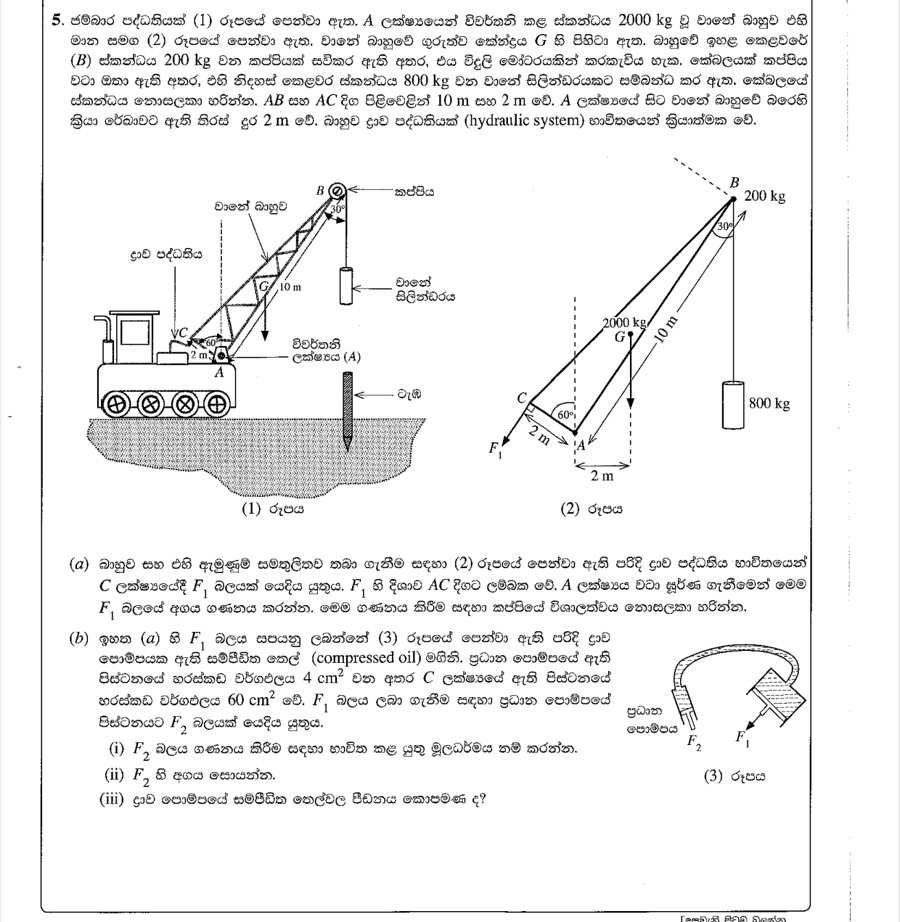 5. ජම්බාර පද්ධතියක් (1) රූපයේ පෙන්වා ඇත. A ලක්ෂ්‍යයෙන් විවර්තනි කළ ස්කන්ධය 2000 kg වූ වානේ බාහුව එහි
මාන සමග (2) රූපයේ පෙන්වා ඇත. වානේ බාහුවේ ගුරුත්ව කේන්ද්‍රය G හි පිහිටා ඇත. බාහුවේ ඉහළ කෙළවරේ
(B) ස්කන්ධය 200 kg වන කප්පියක් සවිකර ඇති අතර, එය විදුලි මෝටරයකින් කරකැවිය හැක. කේබලයක් කප්පිය
වටා ඔතා ඇති අතර, එහි නිදහස් කෙළවර ස්කන්ධය 800 kg වන වානේ සිලින්ඩරයකට සම්බන්ධ කර ඇත. කේබලයේ
ස්කන්ධය නොසලකා හරින්න. AB සහ AC දිග පිළිවෙළින් 10 m සහ 2 m වේ. A ලක්ෂ්‍යයේ සිට වානේ බාහුවේ බරෙහි
ක්‍රියා රේඛාවට ඇති තිරස් දුර 2 m වේ. බාහුව ද්‍රාව පද්ධතියක් (hydraulic system) භාවිතයෙන් ක්‍රියාත්මක වේ.
B
කප්පිය
30°
වානේ බාහුව
ද්‍රාව පද්ධතිය
G
10 m
වානේ
සිලින්ඩරය
C
60°
2 m
A
විවර්තනි
ලක්ෂ්‍යය (A)
ටැඹ
(1) රූපය
B
200 kg
30°
2000 kg
G
10 m
C
60°
800 kg
2 m
F1
A
2 m
(2) රූපය
(a) බාහුව සහ එහි ඇමුණුම් සමතුලිතව තබා ගැනීම සඳහා (2) රූපයේ පෙන්වා ඇති පරිදි ද්‍රාව පද්ධතිය භාවිතයෙන්
C ලක්ෂ්‍යයේදී F1 බලයක් යෙදිය යුතුය. F1 හි දිශාව AC දිගට ලම්බක වේ. A ලක්ෂ්‍යය වටා ඝූර්ණ ගැනීමෙන් මෙම
F1 බලයේ අගය ගණනය කරන්න. මෙම ගණනය කිරීම සඳහා කප්පියේ විශාලත්වය නොසලකා හරින්න.
(b) ඉහත (a) හි F1 බලය සපයනු ලබන්නේ (3) රූපයේ පෙන්වා ඇති පරිදි ද්‍රාව
පොම්පයක ඇති සම්පීඩිත තෙල් (compressed oil) මගිනි. ප්‍රධාන පොම්පයේ ඇති
පිස්ටනයේ හරස්කඩ වර්ගඵලය 4 cm² වන අතර C ලක්ෂ්‍යයේ ඇති පිස්ටනයේ
හරස්කඩ වර්ගඵලය 60 cm² වේ. F1 බලය ලබා ගැනීම සඳහා ප්‍රධාන පොම්පයේ
පිස්ටනයට F2 බලයක් යෙදිය යුතුය.
(i) F2 බලය ගණනය කිරීම සඳහා භාවිත කළ යුතු මූලධර්මය නම් කරන්න.
(ii) F2 හි අගය සොයන්න.
(iii) ද්‍රාව පොම්පයේ සම්පීඩිත තෙල්වල පීඩනය කොපමණ ද?
ප්‍රධාන
පොම්පය
F2
F1
(3) රූපය